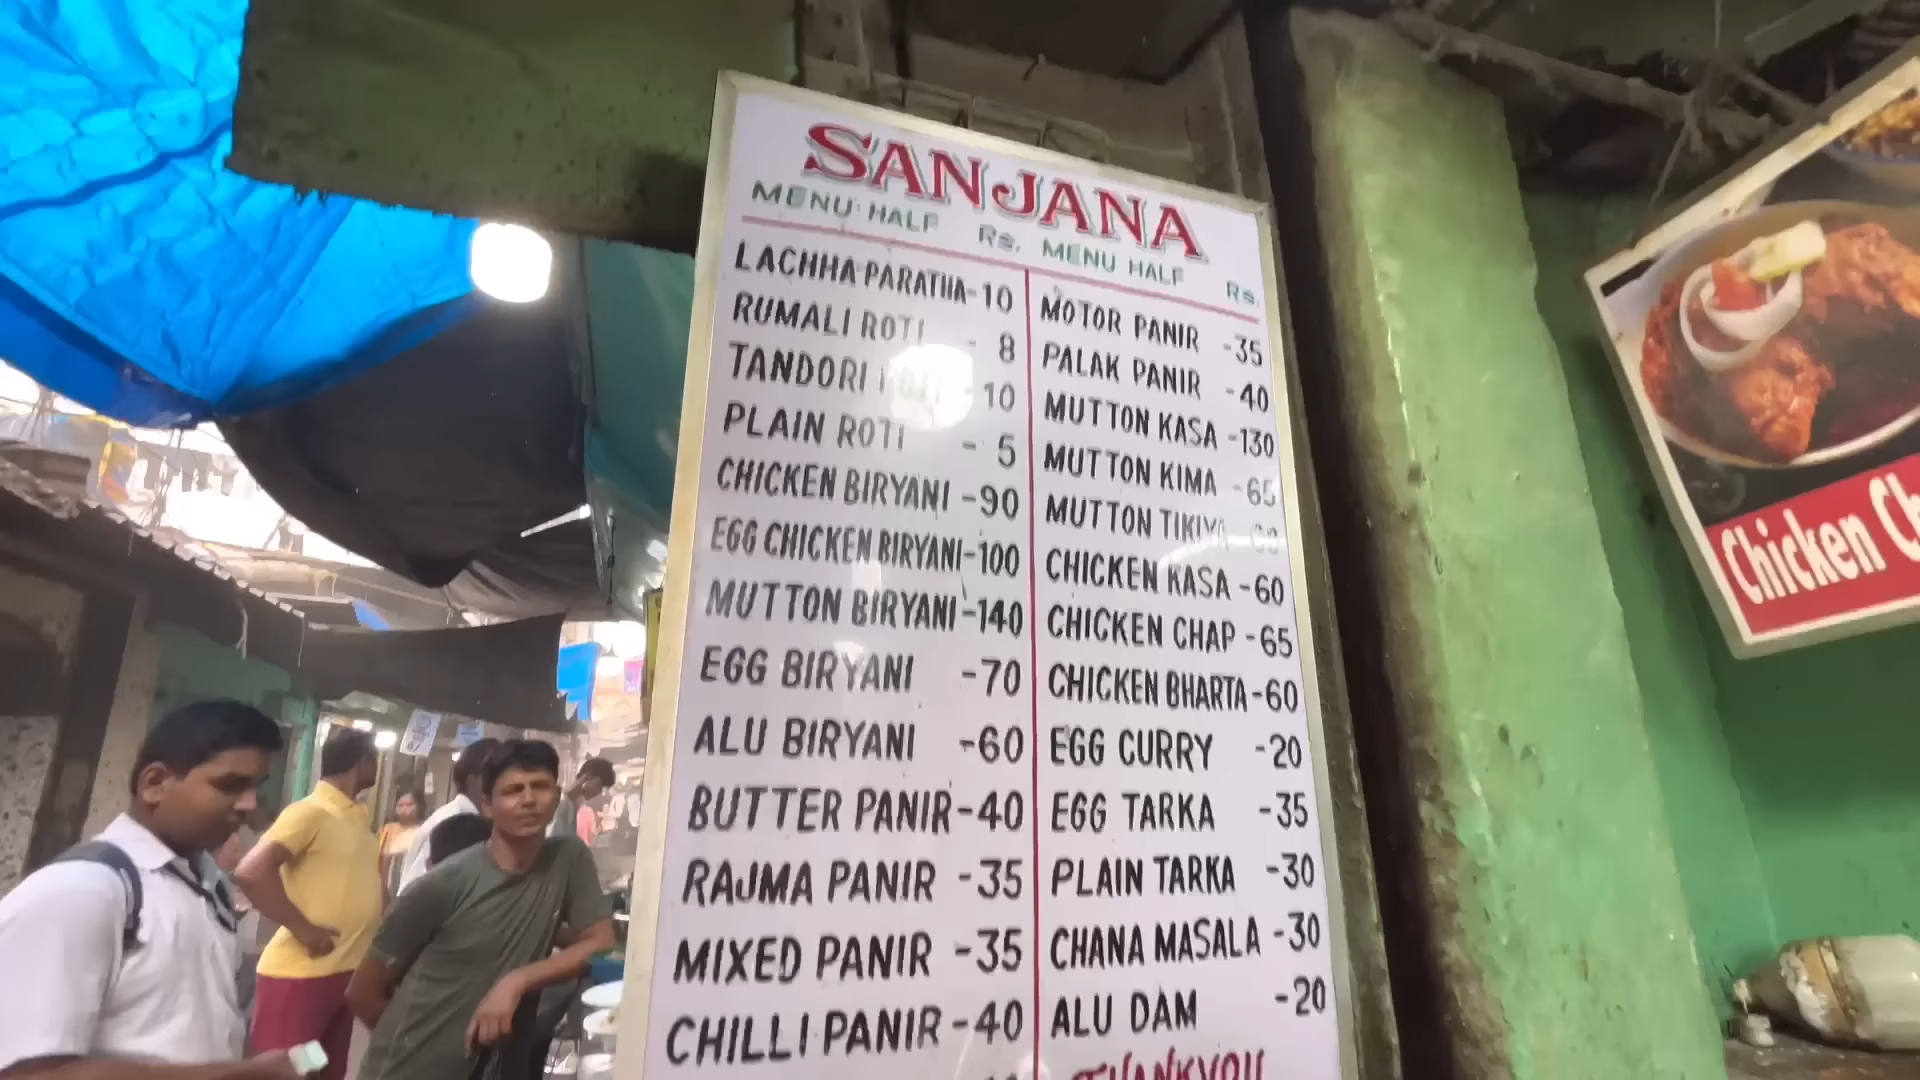 SANJANA
MENU HALF Rs. MENU HALF Rs.
LACHHA PARATHA-10
RUMALI ROTI - 8
TANDORI - 10
PLAIN ROTI - 5
CHICKEN BIRYANI -90
EGG CHICKEN BIRYANI-100
MUTTON BIRYANI-140
EGG BIRYANI -70
ALU BIRYANI -60
BUTTER PANIR-40
RAJMA PANIR -35
MIXED PANIR -35
CHILLI PANIR -40
MOTOR PANIR -35
PALAK PANIR -40
MUTTON KASA -130
MUTTON KIMA -65
MUTTON TIKIYA
CHICKEN KASA -60
CHICKEN CHAP -65
CHICKEN BHARTA-60
EGG CURRY -20
EGG TARKA -35
PLAIN TARKA -30
CHANA MASALA -30
ALU DAM -20
THANKYOU
Chicken